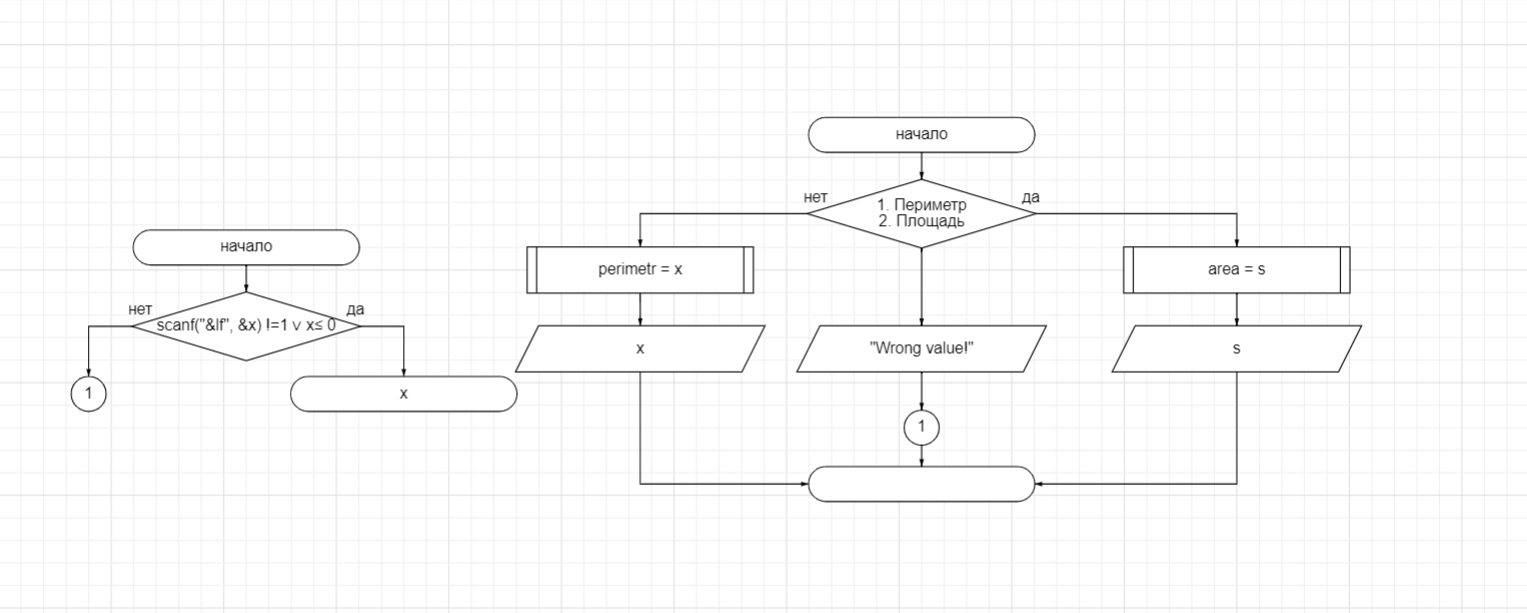 начало
нет
да
scanf("&lf", &x) !=1 v x≤ 0
1
x
начало
нет
да
1. Периметр
2. Площадь
perimetr = x
area = s
x
"Wrong value!"
s
1